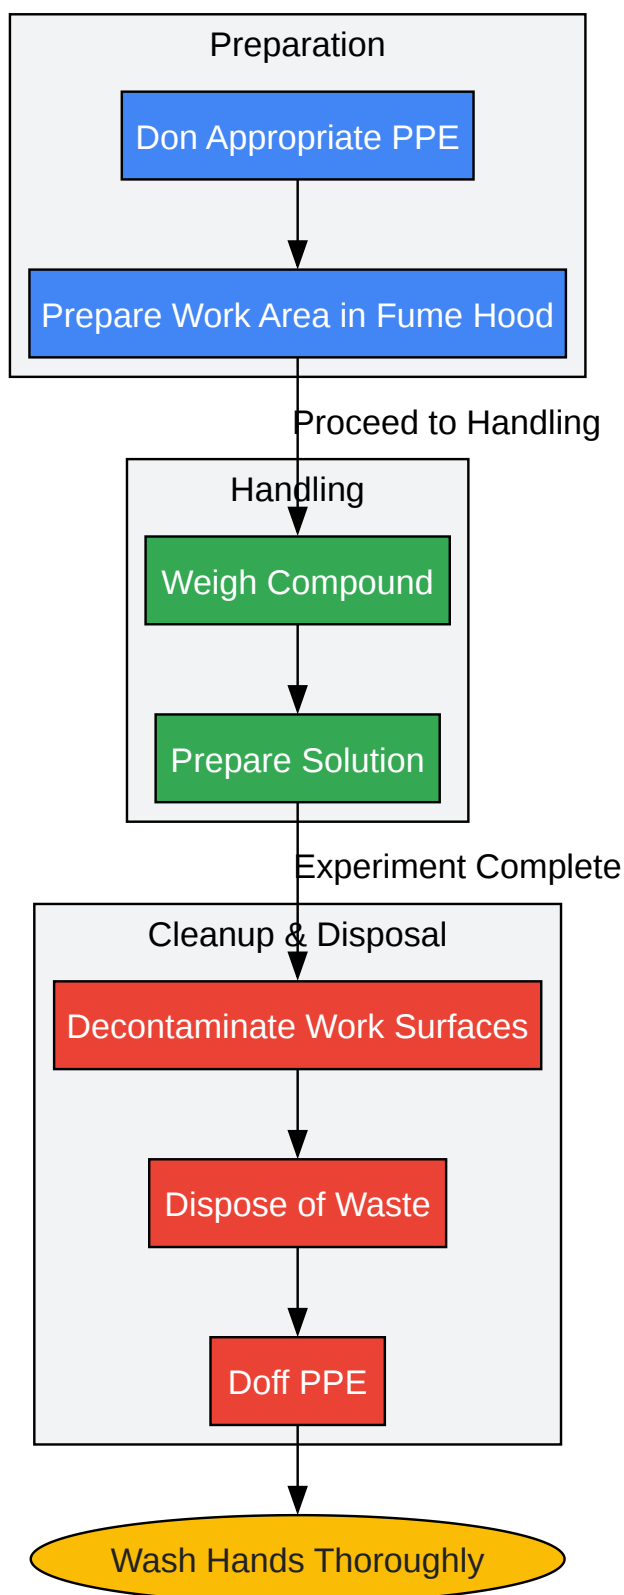 Preparation
Don Appropriate PPE
Prepare Work Area in Fume Hood
Proceed to Handling
Handling
Weigh Compound
Prepare Solution
Experiment Complete
Cleanup & Disposal
Decontaminate Work Surfaces
Dispose of Waste
Doff PPE
Wash Hands Thoroughly